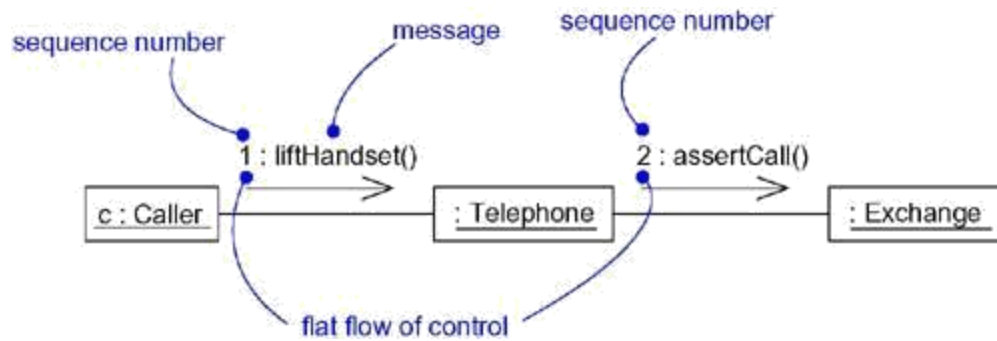 sequence number
message
sequence number
1 : liftHandset()
2 : assertCall()
c : Caller
: Telephone
: Exchange
flat flow of control